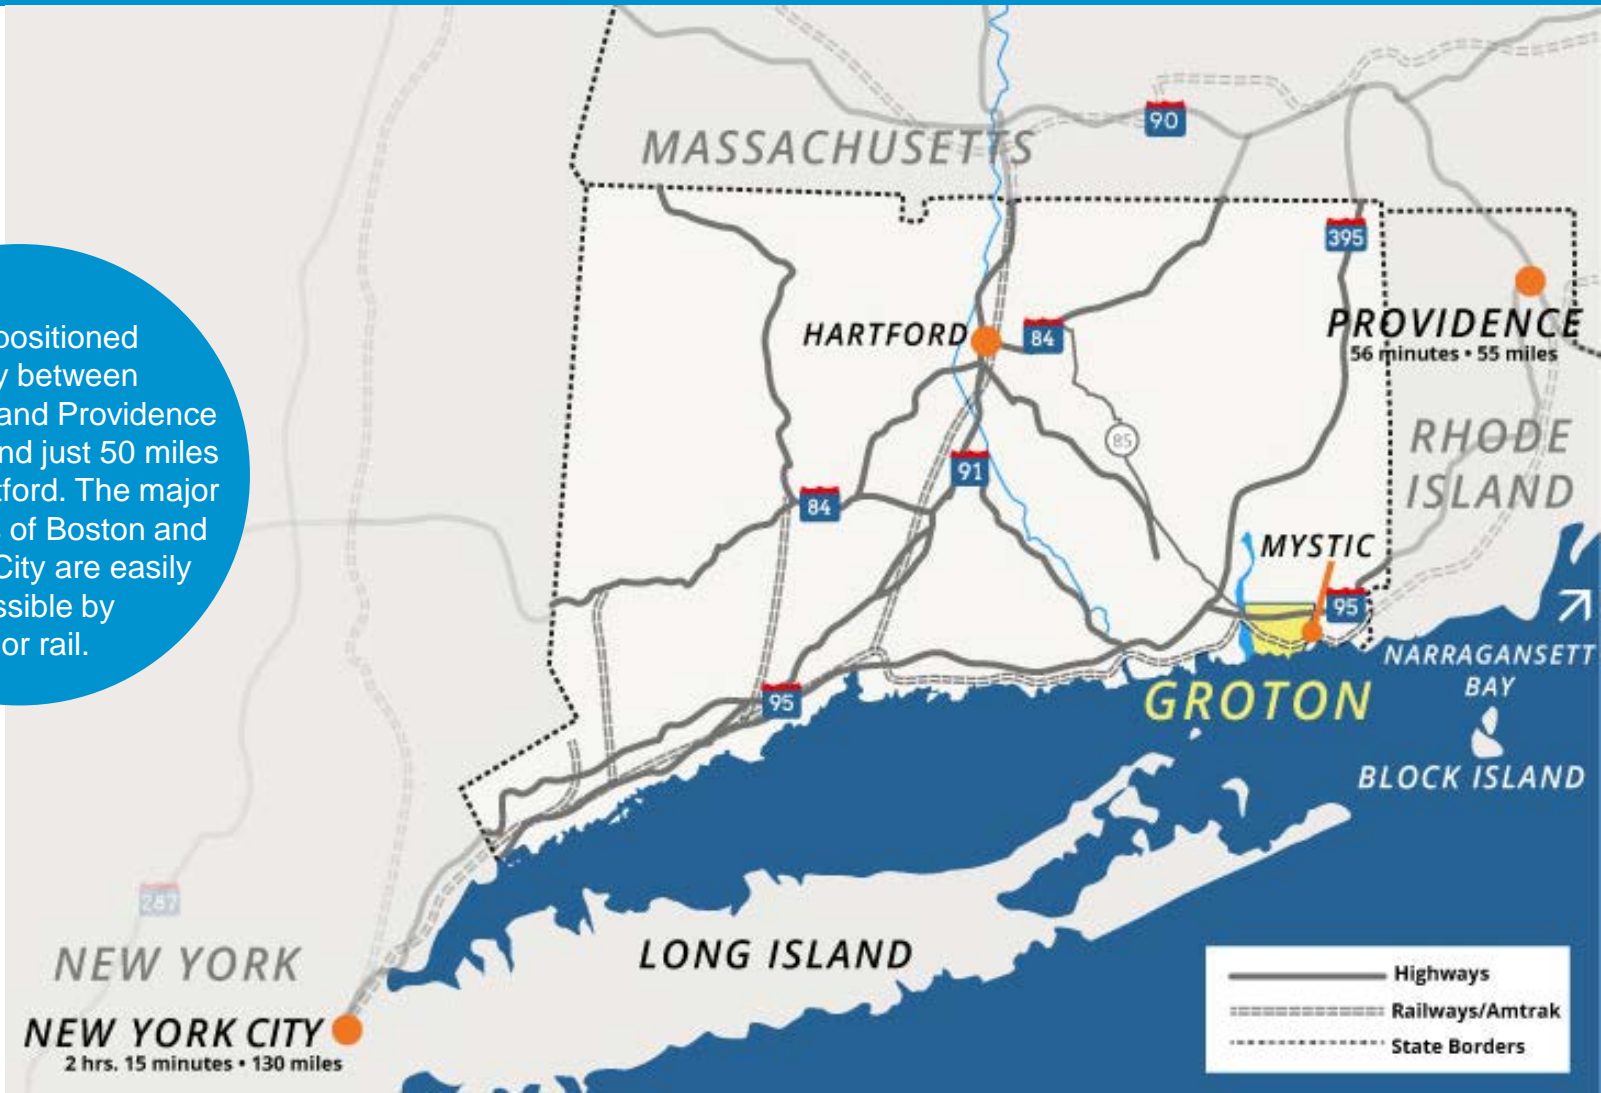 MASSACHUSETTS
90
395
positioned
y between
and Providence
nd just 50 miles
tford. The major
s of Boston and
City are easily
ssible by
or rail.
HARTFORD
84
PROVIDENCE
56 minutes • 55 miles
85
RHODE
ISLAND
91
84
MYSTIC
95
NARRAGANSETT
BAY
GROTON
95
BLOCK ISLAND
287
NEW YORK
LONG ISLAND
NEW YORK CITY
2 hrs. 15 minutes • 130 miles
Highways
Railways/Amtrak
State Borders